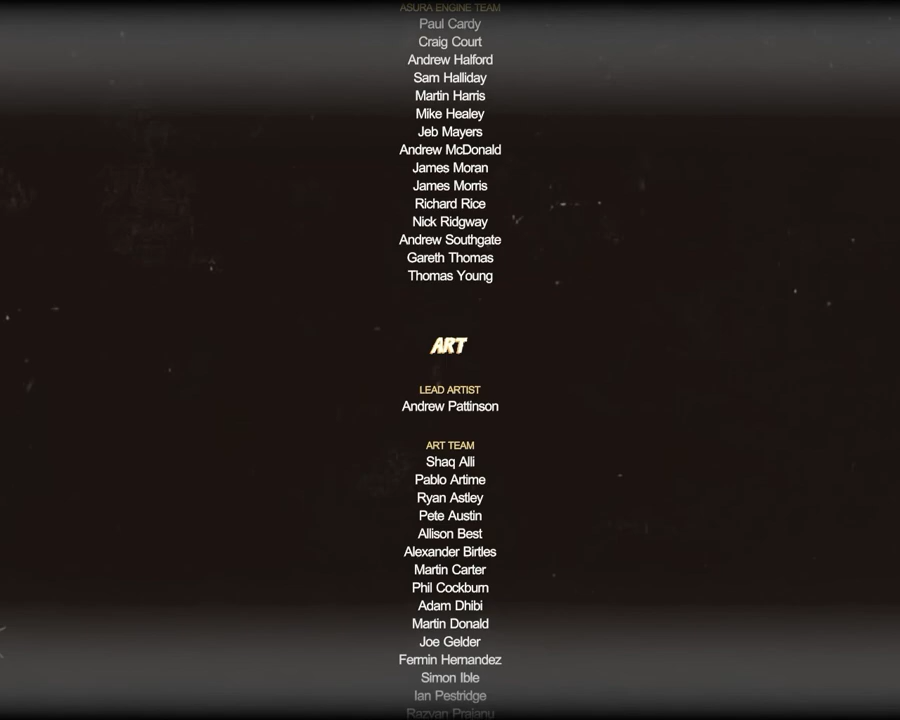 ASURA ENGINE TEAM
Paul Cardy
Craig Court
Andrew Halford
Sam Halliday
Martin Harris
Mike Healey
Jeb Mayers
Andrew McDonald
James Moran
James Morris
Richard Rice
Nick Ridgway
Andrew Southgate
Gareth Thomas
Thomas Young
ART
LEAD ARTIST
Andrew Pattinson
ART TEAM
Shaq Alli
Pablo Artime
Ryan Astley
Pete Austin
Allison Best
Alexander Birtles
Martin Carter
Phil Cockburn
Adam Dhibi
Martin Donald
Joe Gelder
Fermin Hernandez
Simon Ible
Ian Pestridge
Razvan